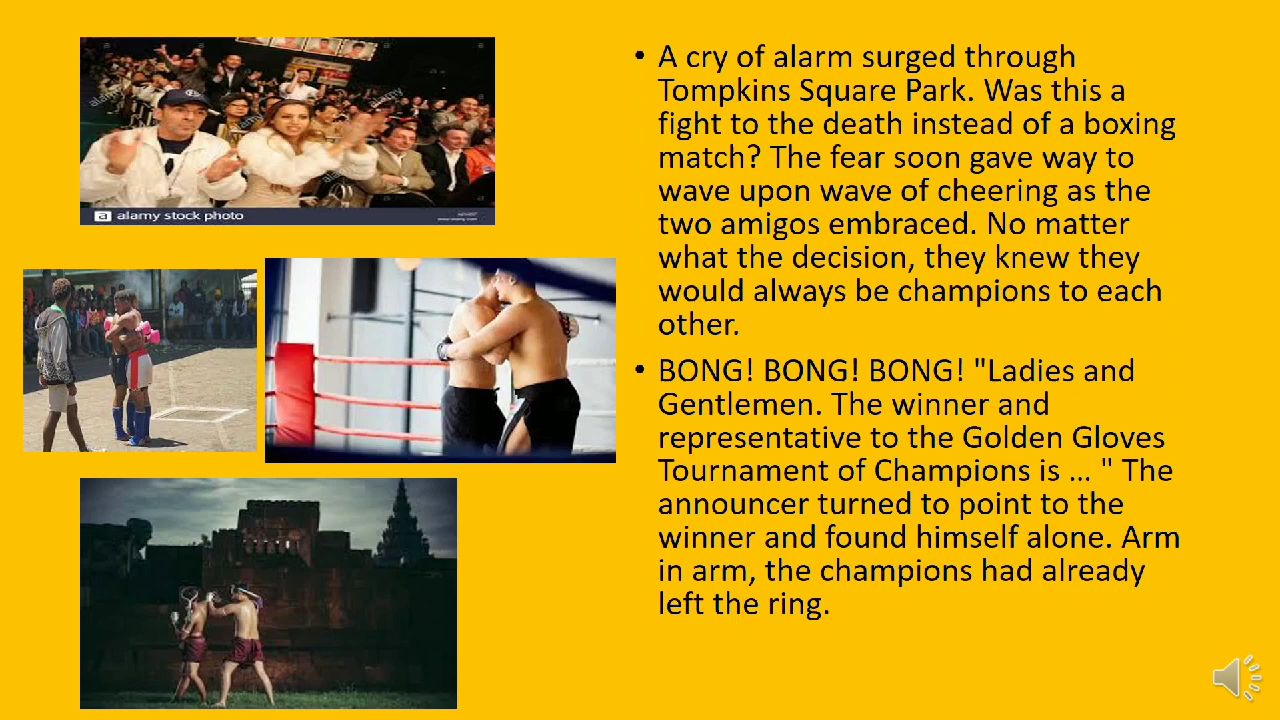 alamy
alamy
alamy
a alamy stock photo
• A cry of alarm surged through
Tompkins Square Park. Was this a
fight to the death instead of a boxing
match? The fear soon gave way to
wave upon wave of cheering as the
two amigos embraced. No matter
what the decision, they knew they
would always be champions to each
other.
• BONG! BONG! BONG! "Ladies and
Gentlemen. The winner and
representative to the Golden Gloves
Tournament of Champions is … " The
announcer turned to point to the
winner and found himself alone. Arm
in arm, the champions had already
left the ring.